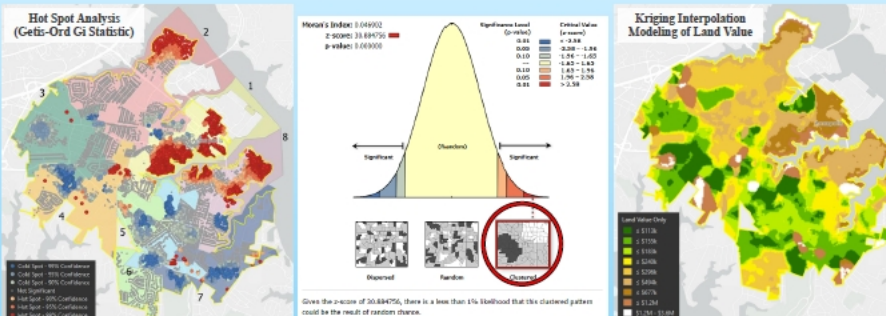 Hot Spot Analysis
(Getis-Ord Gi Statistic)
1
2
3
4
5
6
7
8
Cold Spot - 99% Confidence
Cold Spot - 95% Confidence
Cold Spot - 90% Confidence
Not Significant
Hot Spot - 90% Confidence
Hot Spot - 95% Confidence
Hot Spot - 99% Confidence
Moran's Index: 0.046902
z-score: 30.884756
p-value: 0.000000
Significance Level
(p-value)
Critical Value
(z-score)
0.01 < -2.58
0.05 -2.58 - -1.96
0.10 -1.96 - -1.65
--- -1.65 - 1.65
0.10 1.65 - 1.96
0.05 1.96 - 2.58
0.01 > 2.58
Significant
(Random)
Significant
Dispersed
Random
Clustered
Given the z-score of 30.884756, there is a less than 1% likelihood that this clustered pattern
could be the result of random chance.
Kriging Interpolation
Modeling of Land Value
Land Value Only
≤ $113k
≤ $1.2M